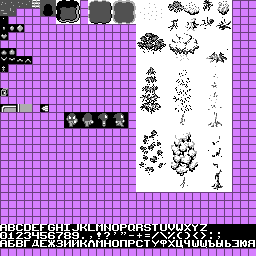 ABCDEFGHIJKLMNOPQRSTUVWXYZ
0123456789.,!?'"-+=/\%()<>:;
АБВГДЕЖЗИЙКЛМНОПРСТУФХЦЧШЩЪЫЬЭЮЯ